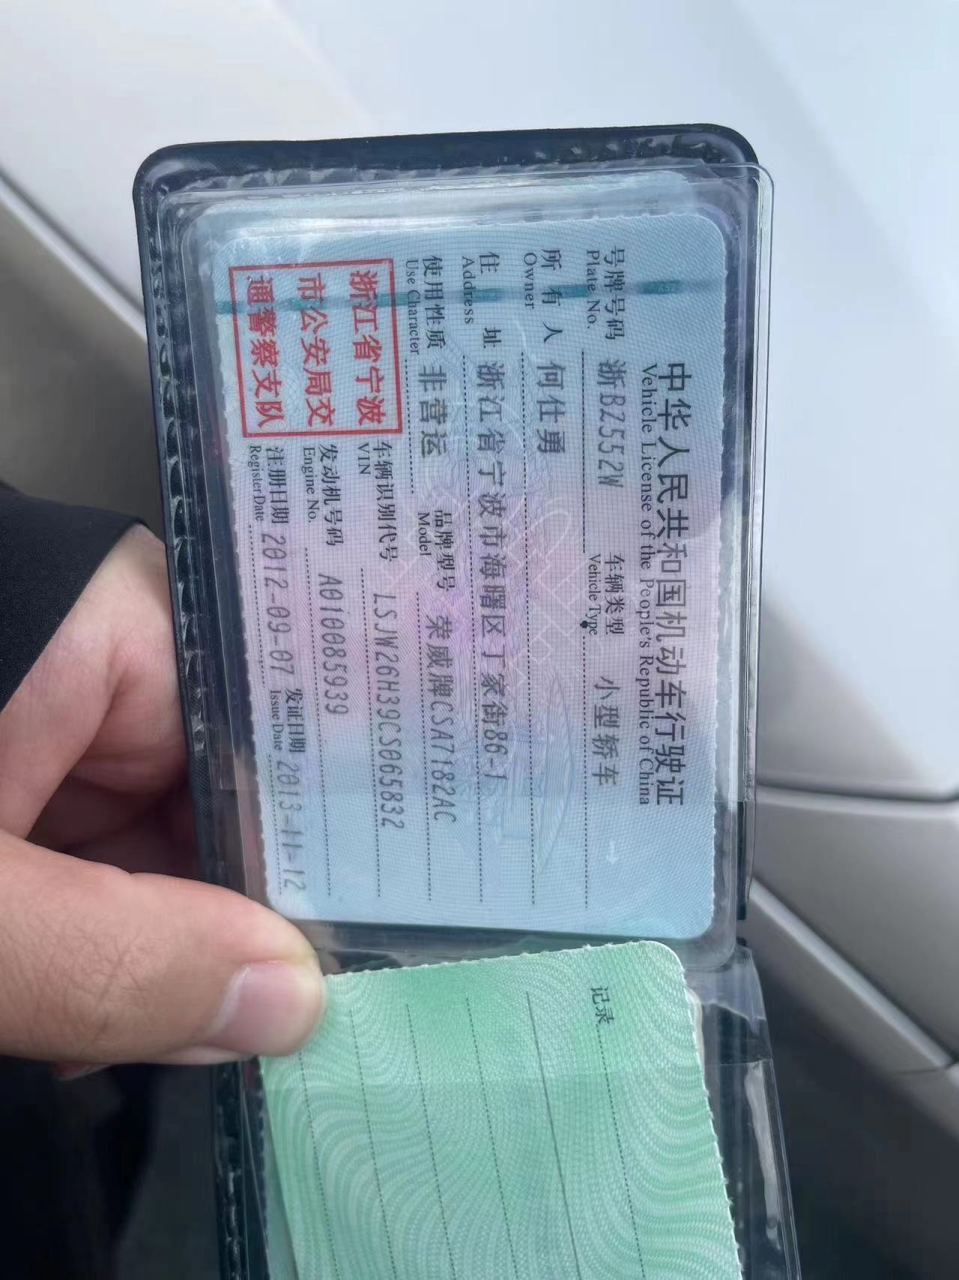 中华人民共和国机动车行驶证
Vehicle License of the People's Republic of China
号牌号码 浙BZ552W 车辆类型 小型轿车
Plate No. Vehicle Type
所有人 何仕勇
Owner
住址 浙江省宁波市海曙区丁家街86-1
Address
使用性质 非营运 品牌型号 荣威牌CSA7182AC
Use Character Model
浙江省宁波
市公安局交
通警察支队
车辆识别代号 LSJW26H39CS065832
VIN
发动机号码 A010085939
Engine No.
注册日期 2012-09-07 发证日期 2013-11-12
Register Date Issue Date
记录